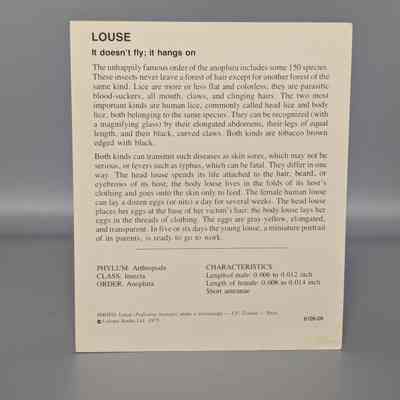 LOUSE
It doesn't fly; it hangs on
The unhappily famous order of the anoplura includes some 150 species.
These insects never leave a forest of hair except for another forest of the
same kind. Lice are more or less flat and colorless; they are parasitic
blood-suckers, all mouth, claws, and clinging hairs. The two most
important kinds are human lice, commonly called head lice and body
lice, both belonging to the same species. They can be recognized (with
a magnifying glass) by their elongated abdomens, their legs of equal
length, and their black, curved claws. Both kinds are tobacco brown
edged with black.
Both kinds can transmit such diseases as skin sores, which may not be
serious, or fevers such as typhus, which can be fatal. They differ in one
way. The head louse spends its life attached to the hair, beard, or
eyebrows of its host; the body louse lives in the folds of its host's
clothing and goes onto the skin only to feed. The female human louse
can lay a dozen eggs (or nits) a day for several weeks. The head louse
places her eggs at the base of her victim's hair; the body louse lays her
eggs in the threads of clothing. The eggs are gray-yellow, elongated,
and transparent. In five or six days the young louse, a miniature portrait
of its parents, is ready to go to work.
PHYLUM: Arthropoda
CLASS: Insecta
ORDER: Anoplura
CHARACTERISTICS
Length of male: 0.008 to 0.012 inch
Length of female: 0.008 to 0.014 inch
Short antennae
PHOTO: Louse under a microscope
1975
6109-09